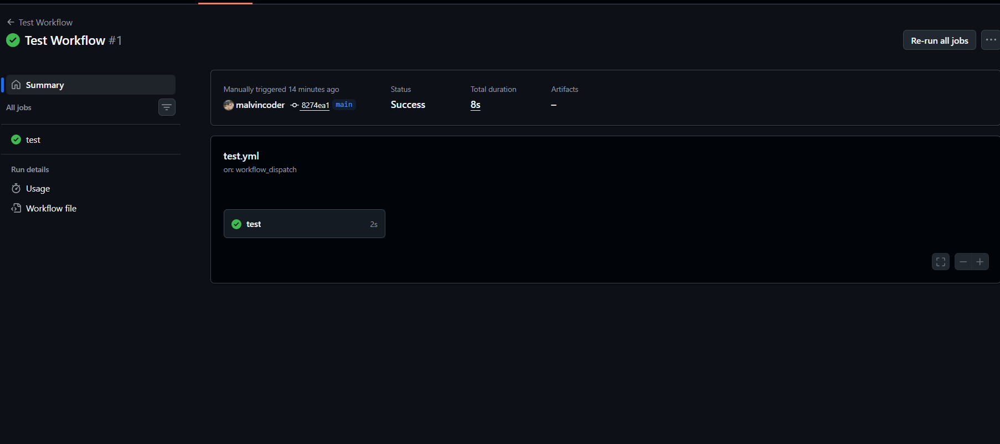 Test Workflow
Test Workflow #1
Re-run all jobs
Summary
All jobs
test
Run details
Usage
Workflow file
Manually triggered 14 minutes ago
malvincoder 8274ea1 main
Status
Success
Total duration
8s
Artifacts
–
test.yml
on: workflow_dispatch
test 2s